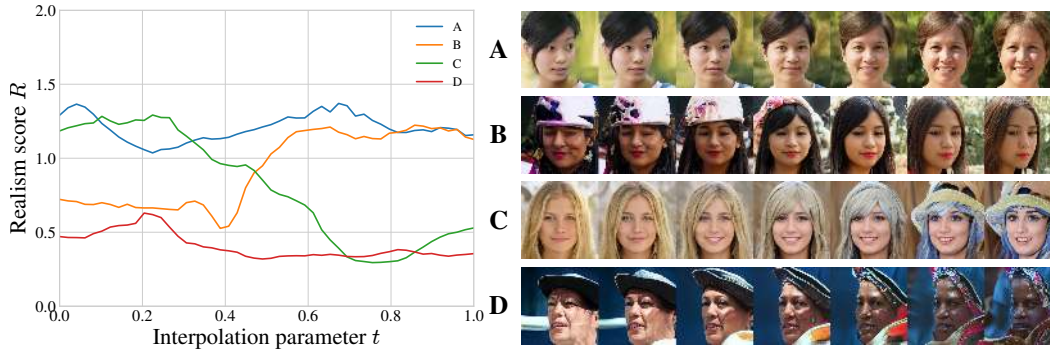 2.0
1.5
1.0
0.5
0.0
Realism score R
0.0
0.2
0.4
0.6
0.8
1.0
Interpolation parameter t
A
B
C
D
A
B
C
D